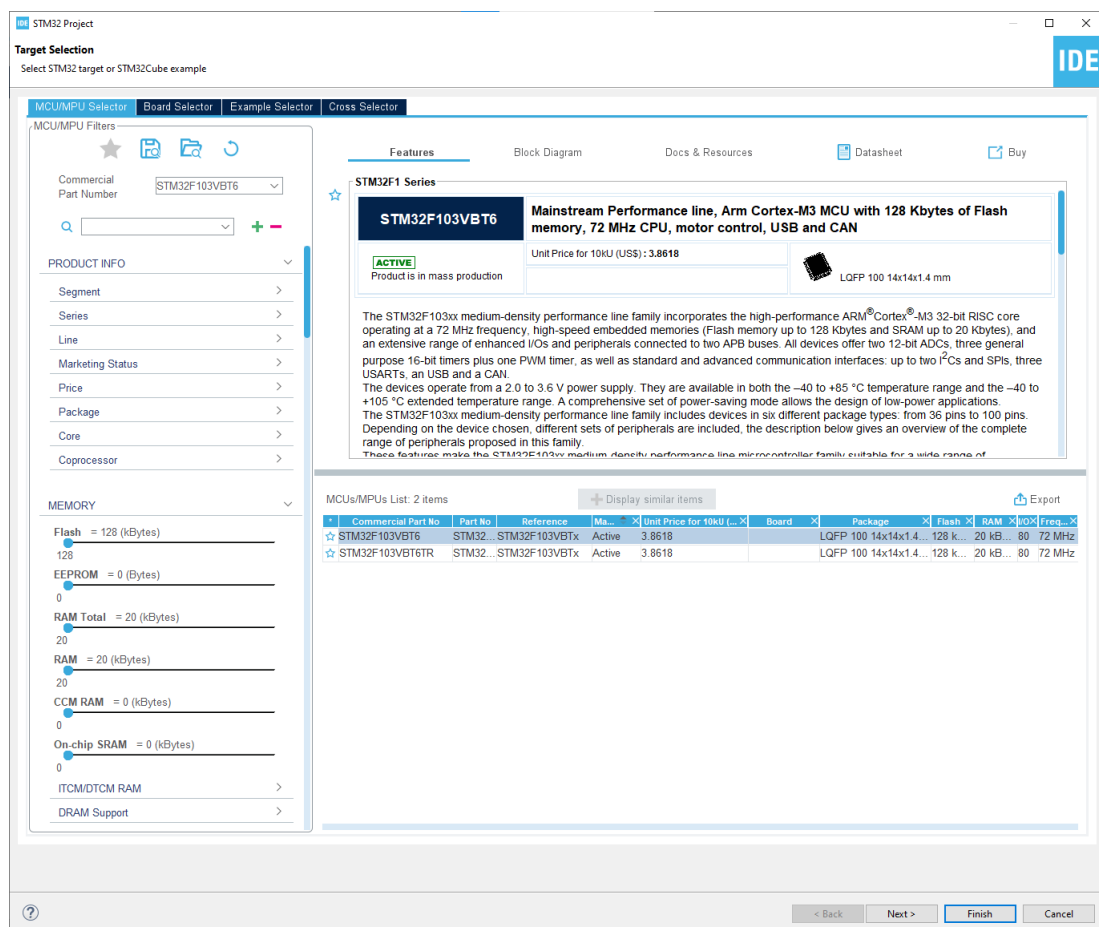 IDE STM32 Project
Target Selection
Select STM32 target or STM32Cube example
IDE
MCU/MPU Selector Board Selector Example Selector Cross Selector
MCU/MPU Filters
Commercial
Part Number
STM32F103VBT6
PRODUCT INFO
Segment
Series
Line
Marketing Status
Price
Package
Core
Coprocessor
MEMORY
Flash = 128 (kBytes)
128
EEPROM = 0 (Bytes)
0
RAM Total = 20 (kBytes)
20
RAM = 20 (kBytes)
20
CCM RAM = 0 (kBytes)
0
On-chip SRAM = 0 (kBytes)
0
ITCM/DTCM RAM
DRAM Support
Features Block Diagram Docs & Resources Datasheet Buy
STM32F1 Series
STM32F103VBT6
Mainstream Performance line, Arm Cortex-M3 MCU with 128 Kbytes of Flash
memory, 72 MHz CPU, motor control, USB and CAN
ACTIVE
Product is in mass production
Unit Price for 10kU (US$) : 3.8618
LQFP 100 14x14x1.4 mm
The STM32F103xx medium-density performance line family incorporates the high-performance ARM®Cortex®-M3 32-bit RISC core
operating at a 72 MHz frequency, high-speed embedded memories (Flash memory up to 128 Kbytes and SRAM up to 20 Kbytes), and
an extensive range of enhanced I/Os and peripherals connected to two APB buses. All devices offer two 12-bit ADCs, three general
purpose 16-bit timers plus one PWM timer, as well as standard and advanced communication interfaces: up to two I²Cs and SPIs, three
USARTs, an USB and a CAN.
The devices operate from a 2.0 to 3.6 V power supply. They are available in both the –40 to +85 °C temperature range and the –40 to
+105 °C extended temperature range. A comprehensive set of power-saving mode allows the design of low-power applications.
The STM32F103xx medium-density performance line family includes devices in six different package types: from 36 pins to 100 pins.
Depending on the device chosen, different sets of peripherals are included, the description below gives an overview of the complete
range of peripherals proposed in this family.
These features make the STM32F103xx medium-density performance line microcontroller family suitable for a wide range of
MCUs/MPUs List: 2 items
Display similar items
Export
* Commercial Part No Part No Reference Ma... Unit Price for 10kU (... Board Package Flash RAM I/O Freq...
STM32F103VBT6 STM32... STM32F103VBTx Active 3.8618 LQFP 100 14x14x1.4... 128 k... 20 kB... 80 72 MHz
STM32F103VBT6TR STM32... STM32F103VBTx Active 3.8618 LQFP 100 14x14x1.4... 128 k... 20 kB... 80 72 MHz
? < Back Next > Finish Cancel